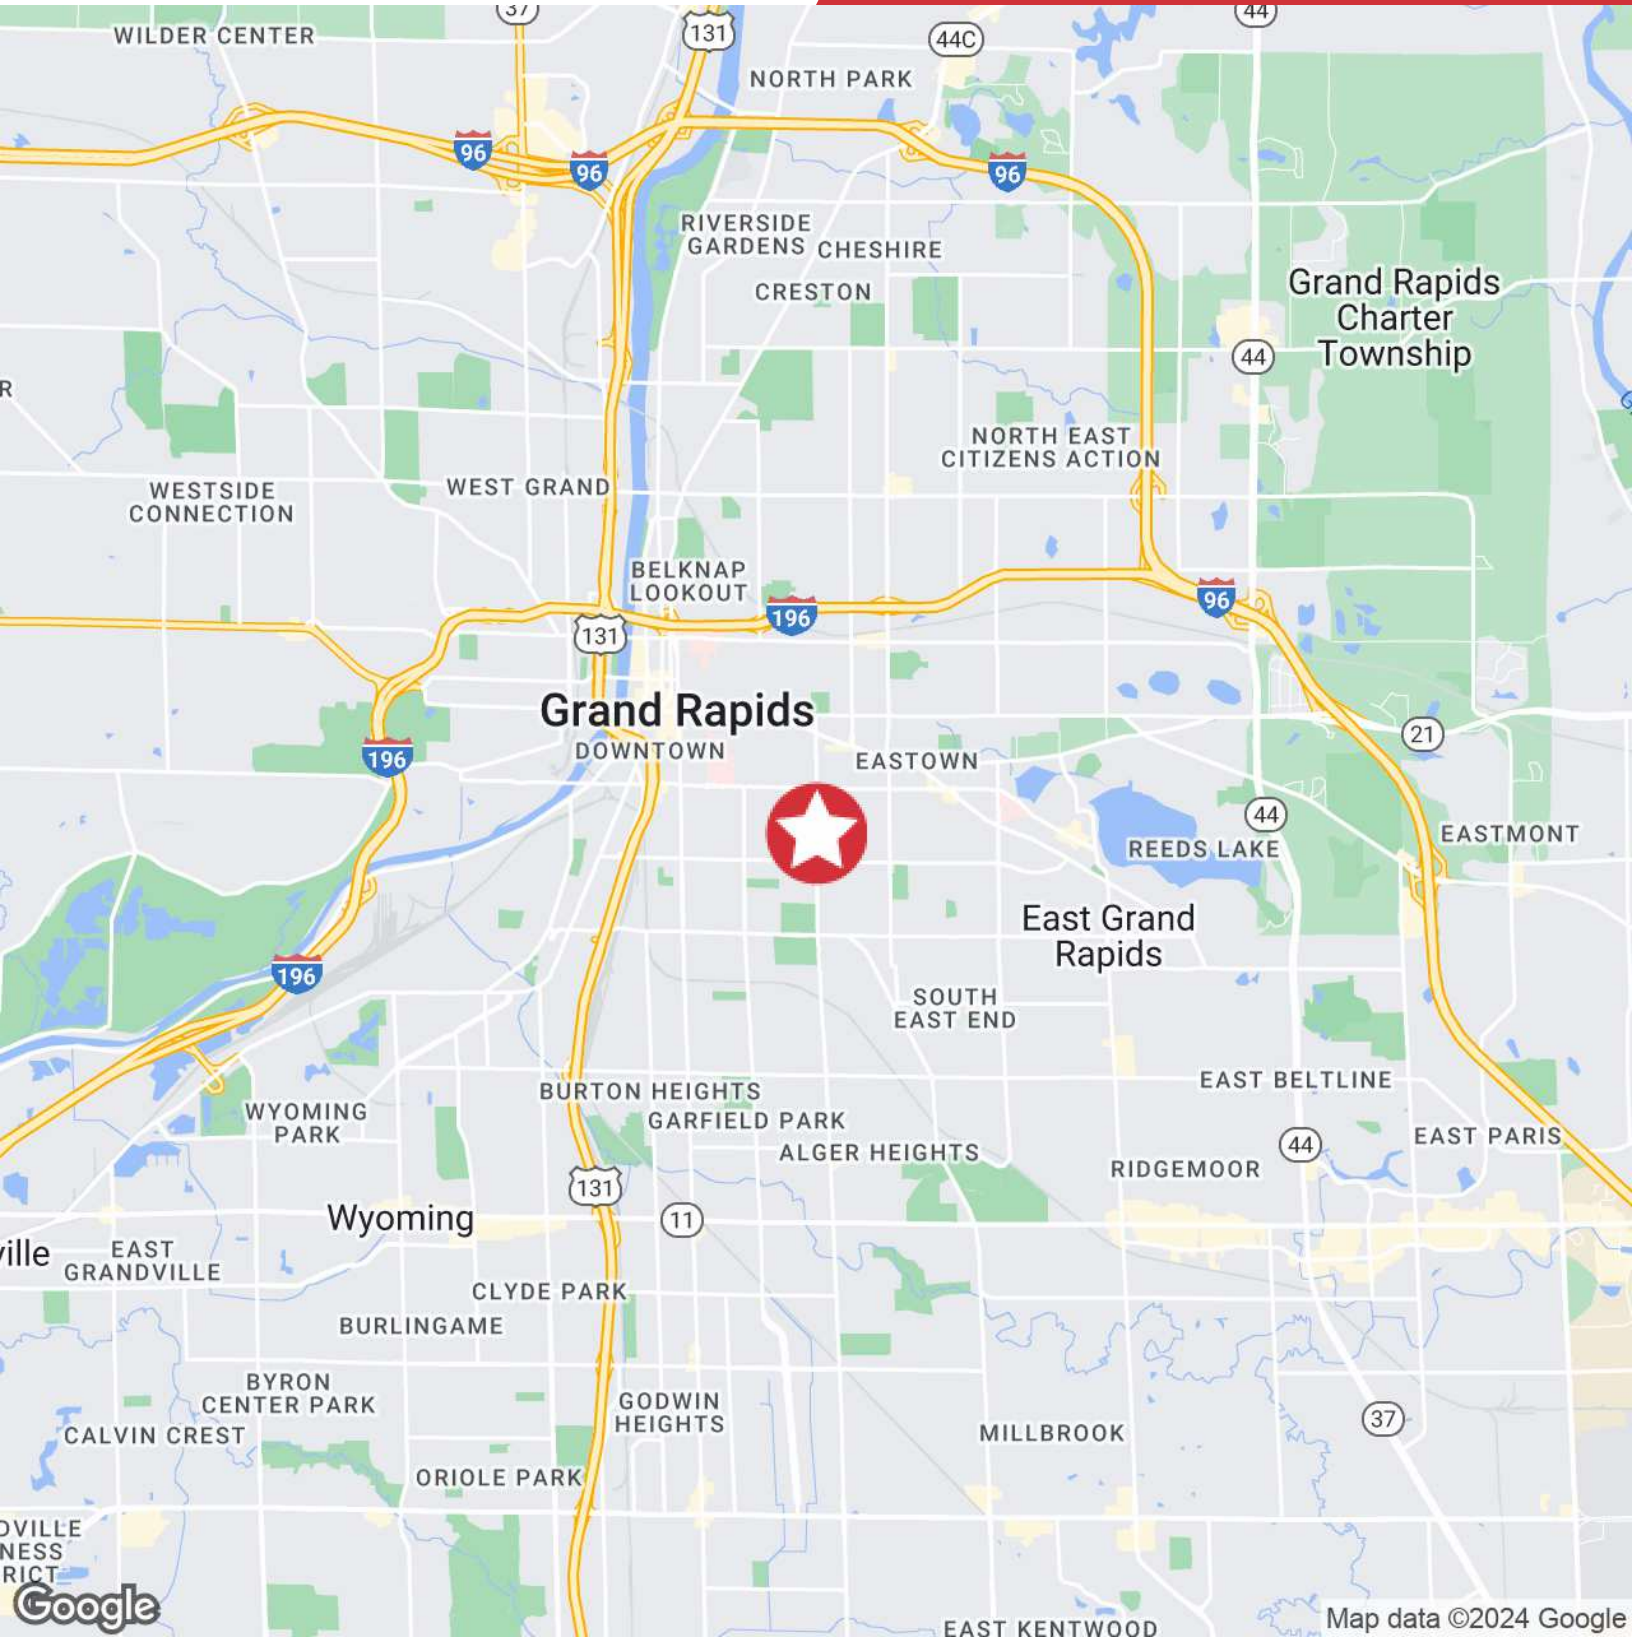 37
131
44
44C
WILDER CENTER
NORTH PARK
96
96
96
RIVERSIDE
GARDENS
CHESHIRE
CRESTON
Grand Rapids
Charter
Township
44
R
NORTH EAST
CITIZENS ACTION
WESTSIDE
CONNECTION
WEST GRAND
BELKNAP
LOOKOUT
196
96
131
Grand Rapids
DOWNTOWN
21
196
EASTOWN
44
EASTMONT
REEDS LAKE
East Grand
Rapids
196
SOUTH
EAST END
BURTON HEIGHTS
EAST BELTLINE
WYOMING
PARK
GARFIELD PARK
44
EAST PARIS
ALGER HEIGHTS
RIDGEMOOR
131
Wyoming
11
ville
EAST
GRANDVILLE
CLYDE PARK
BURLINGAME
BYRON
CENTER PARK
GODWIN
HEIGHTS
37
CALVIN CREST
MILLBROOK
ORIOLE PARK
DVILLE
NESS
RICT
Google
Map data ©2024 Google
EAST KENTWOOD